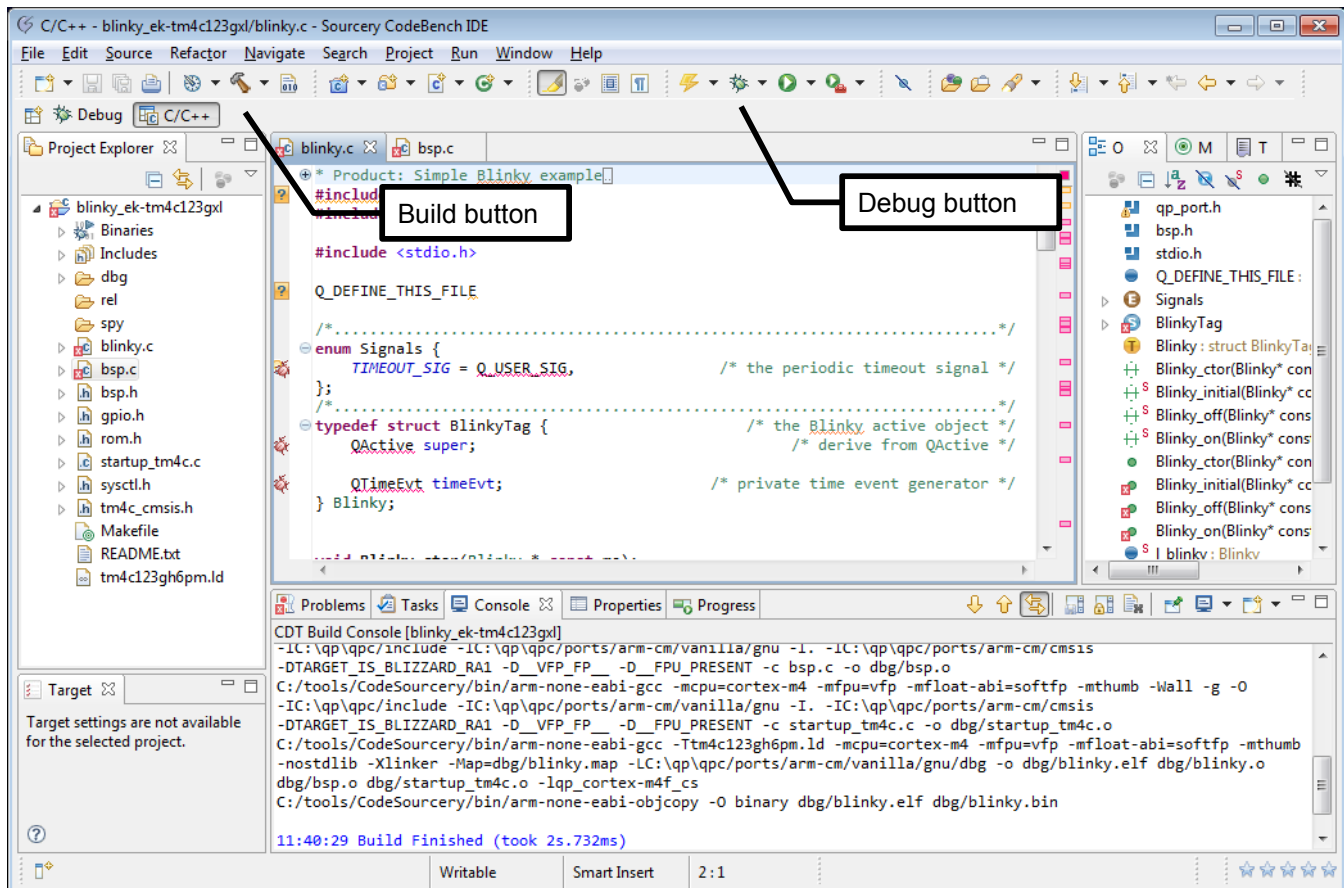 C/C++ - blinky_ek-tm4c123gxl/blinky.c - Sourcery CodeBench IDE
File Edit Source Refactor Navigate Search Project Run Window Help
Debug C/C++
Project Explorer
blinky_ek-tm4c123gxl
Binaries
Includes
dbg
rel
spy
blinky.c
bsp.c
bsp.h
gpio.h
rom.h
startup_tm4c.c
sysctl.h
tm4c_cmsis.h
Makefile
README.txt
tm4c123gh6pm.ld
Target
Target settings are not available
for the selected project.
blinky.c bsp.c
* Product: Simple Blinky example
#include
#include
#include <stdio.h>
Q_DEFINE_THIS_FILE
/*..........................................................................*/
enum Signals {
TIMEOUT_SIG = Q_USER_SIG, /* the periodic timeout signal */
};
/*..........................................................................*/
typedef struct BlinkyTag { /* the Blinky active object */
QActive super; /* derive from QActive */
QTimeEvt timeEvt; /* private time event generator */
} Blinky;
void Blinky_ctor(Blinky * const me);
Build button
Debug button
O M T
qp_port.h
bsp.h
stdio.h
Q_DEFINE_THIS_FILE :
Signals
BlinkyTag
Blinky : struct BlinkyTa
Blinky_ctor(Blinky* con
Blinky_initial(Blinky* cc
Blinky_off(Blinky* cons
Blinky_on(Blinky* cons
Blinky_ctor(Blinky* con
Blinky_initial(Blinky* cc
Blinky_off(Blinky* cons
Blinky_on(Blinky* cons
l_blinky : Blinky
Problems Tasks Console Properties Progress
CDT Build Console [blinky_ek-tm4c123gxl]
-IC:\qp\qpc/include -IC:\qp\qpc/ports/arm-cm/vanilla/gnu -I. -IC:\qp\qpc/ports/arm-cm/cmsis
-DTARGET_IS_BLIZZARD_RA1 -D__VFP_FP__ -D__FPU_PRESENT -c bsp.c -o dbg/bsp.o
C:/tools/CodeSourcery/bin/arm-none-eabi-gcc -mcpu=cortex-m4 -mfpu=vfp -mfloat-abi=softfp -mthumb -Wall -g -O
-IC:\qp\qpc/include -IC:\qp\qpc/ports/arm-cm/vanilla/gnu -I. -IC:\qp\qpc/ports/arm-cm/cmsis
-DTARGET_IS_BLIZZARD_RA1 -D__VFP_FP__ -D__FPU_PRESENT -c startup_tm4c.c -o dbg/startup_tm4c.o
C:/tools/CodeSourcery/bin/arm-none-eabi-gcc -Ttm4c123gh6pm.ld -mcpu=cortex-m4 -mfpu=vfp -mfloat-abi=softfp -mthumb
-nostdlib -Xlinker -Map=dbg/blinky.map -LC:\qp\qpc/ports/arm-cm/vanilla/gnu/dbg -o dbg/blinky.elf dbg/blinky.o
dbg/bsp.o dbg/startup_tm4c.o -lqp_cortex-m4f_cs
C:/tools/CodeSourcery/bin/arm-none-eabi-objcopy -O binary dbg/blinky.elf dbg/blinky.bin
11:40:29 Build Finished (took 2s.732ms)
Writable Smart Insert 2:1